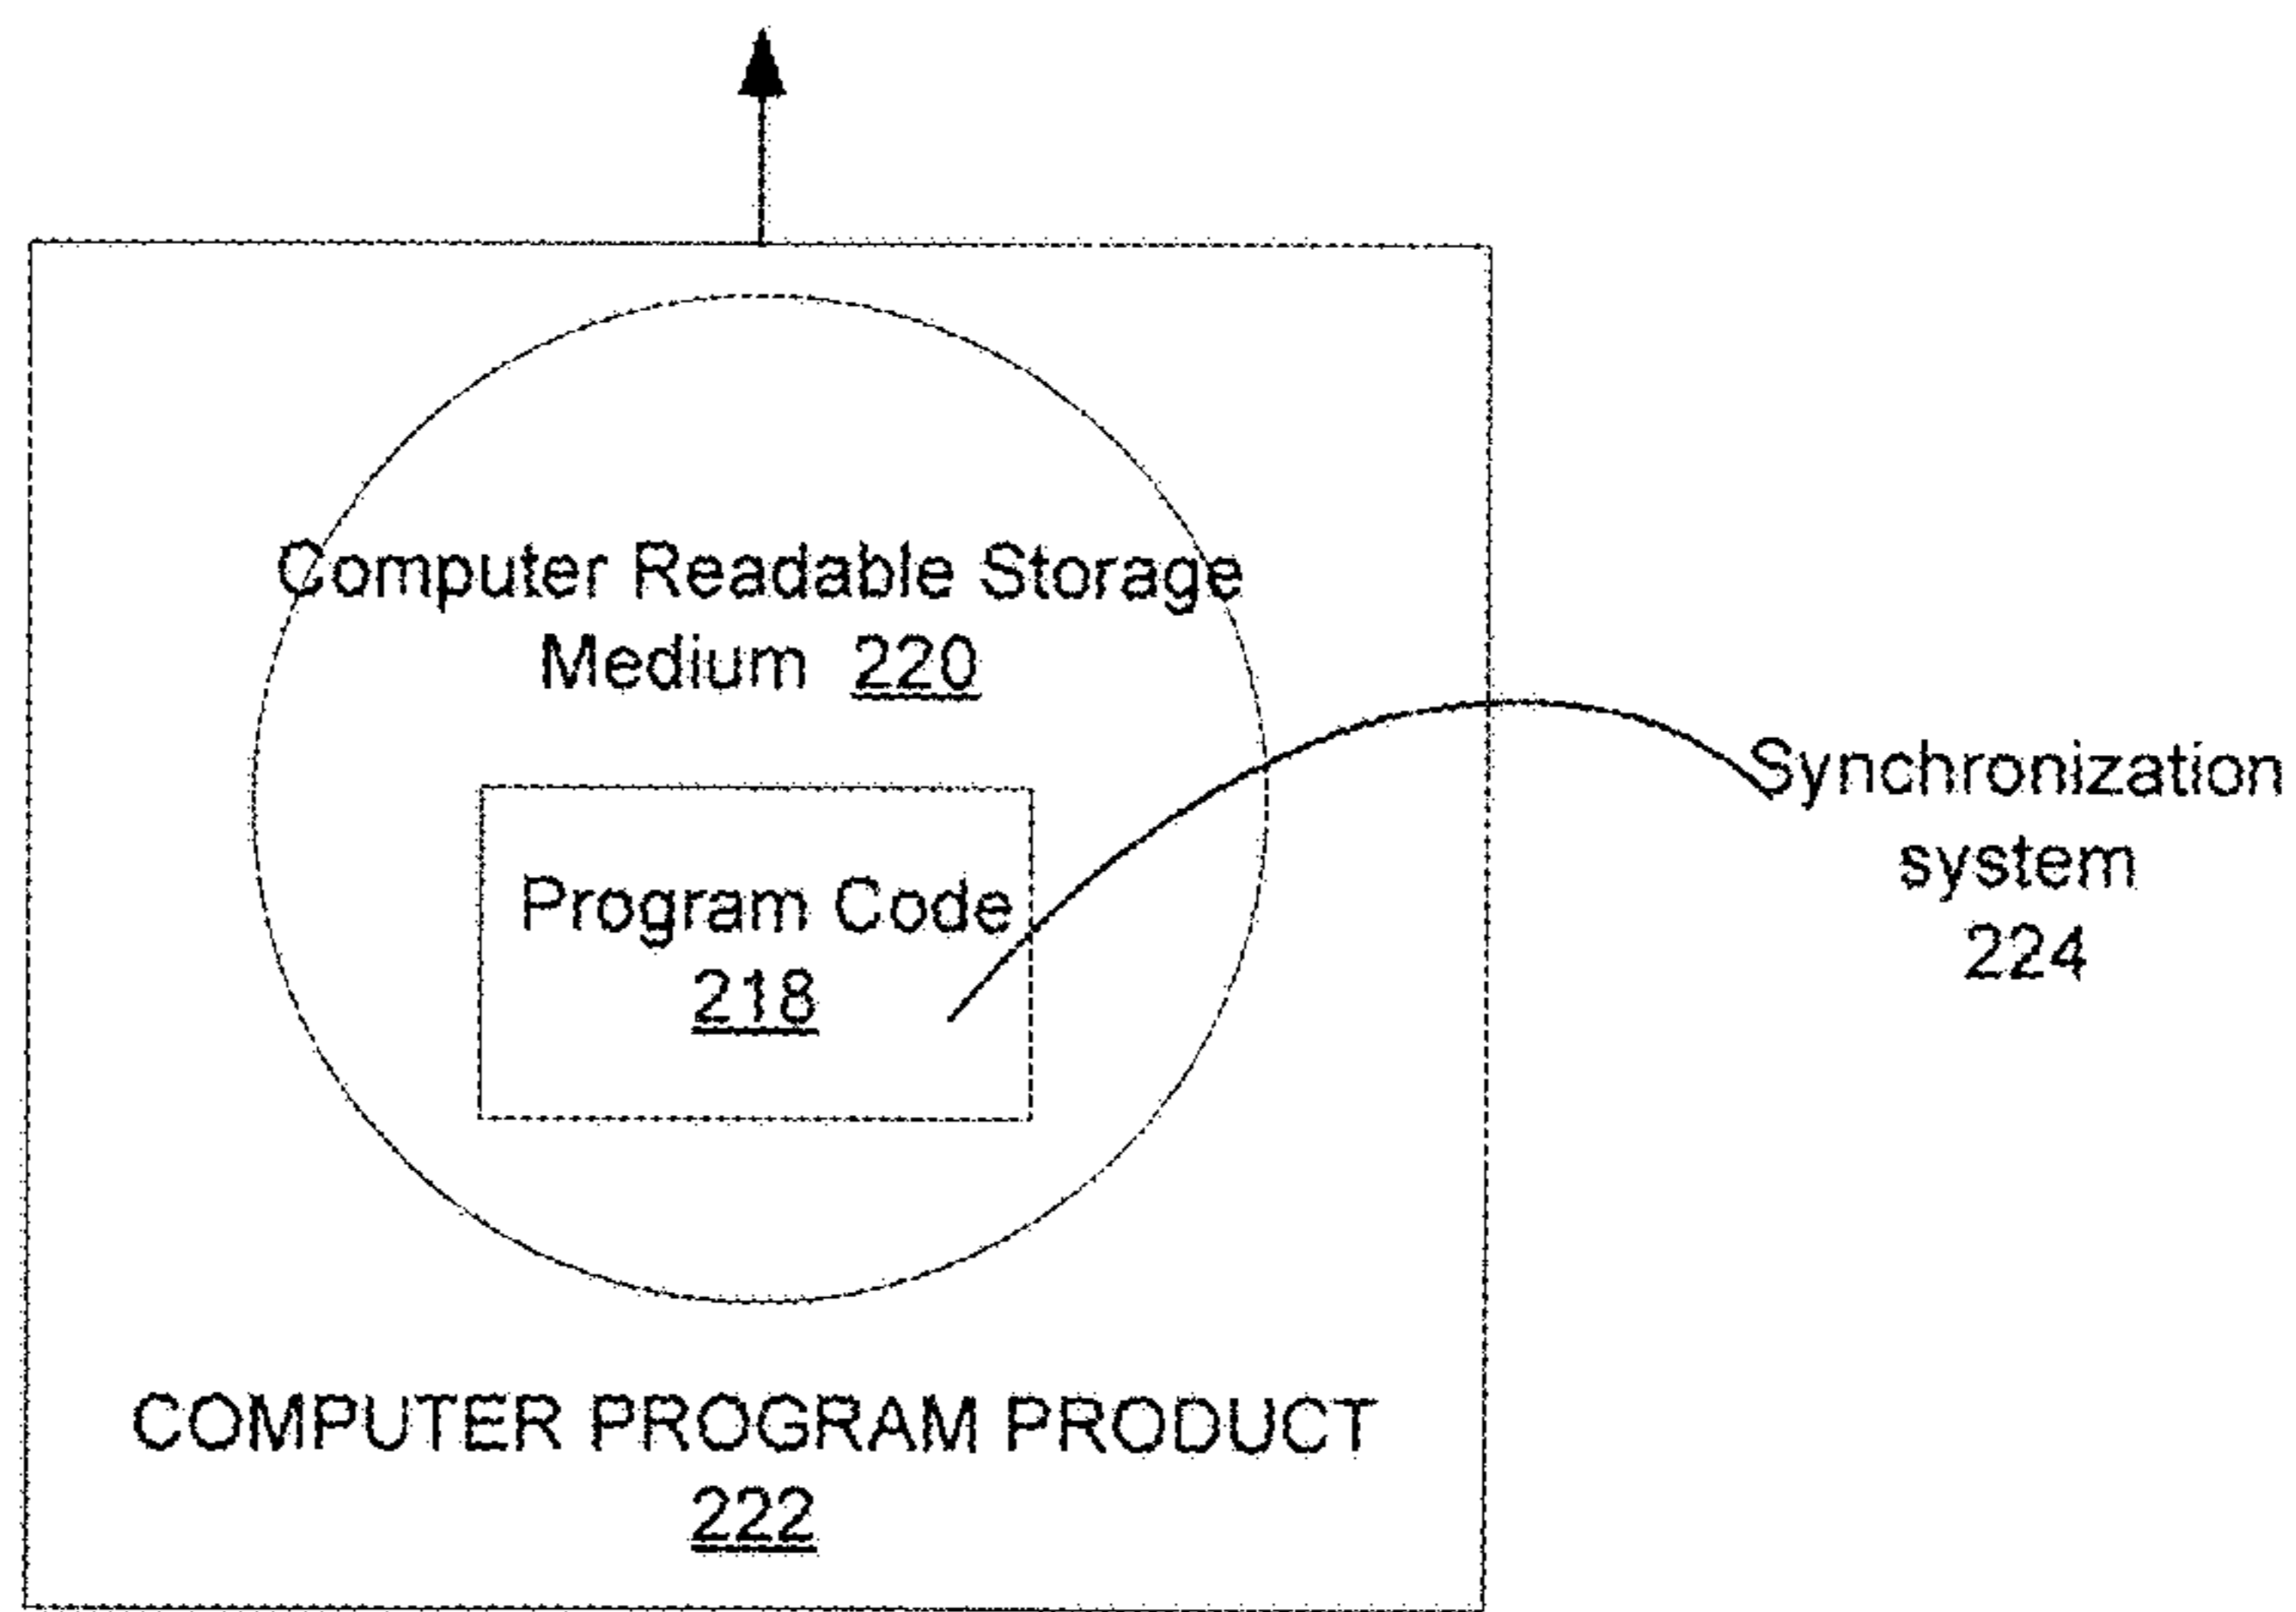 Computer Readable Storage
Medium 220
Program Code
218
Synchronization
system
224
COMPUTER PROGRAM PRODUCT
222